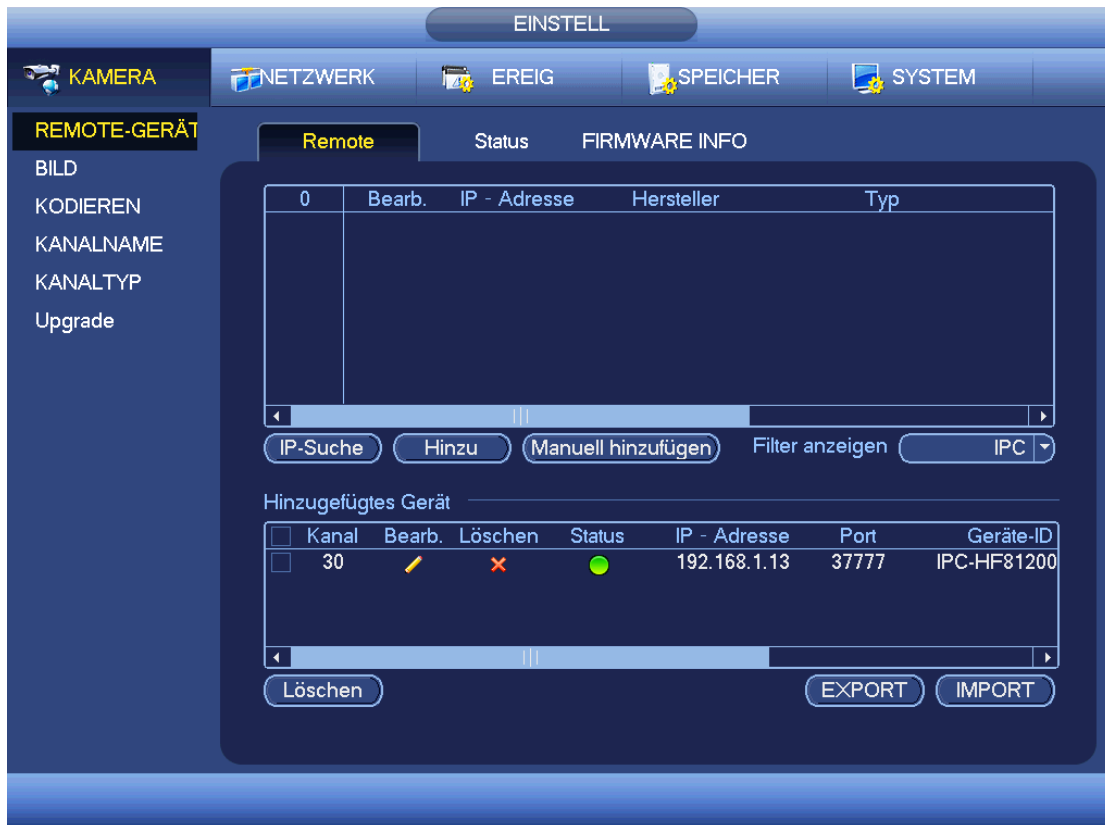 EINSTELL
KAMERA NETZWERK EREIG SPEICHER SYSTEM
REMOTE-GERÄT
BILD
KODIEREN
KANALNAME
KANALTYP
Upgrade
Remote Status FIRMWARE INFO
0 Bearb. IP - Adresse Hersteller Typ
IP-Suche Hinzu Manuell hinzufügen Filter anzeigen IPC
Hinzugefügtes Gerät
Kanal Bearb. Löschen Status IP - Adresse Port Geräte-ID
30 192.168.1.13 37777 IPC-HF81200
Löschen EXPORT IMPORT